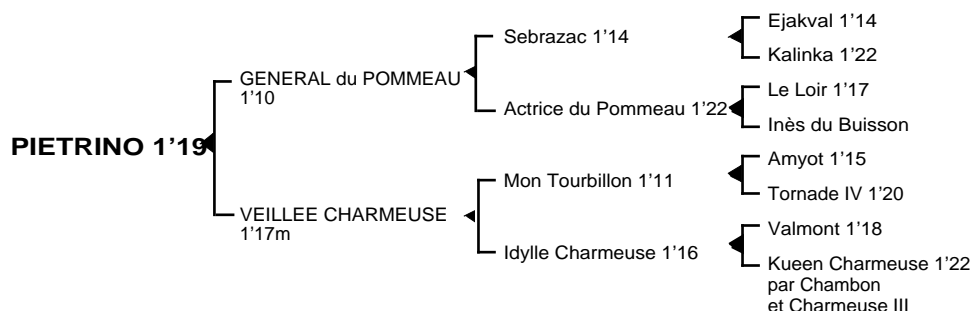 PIETRINO 1’19
GENERAL du POMMEAU
1’10
VEILLEE CHARMEUSE
1’17m
Sebrazac 1’14
Actrice du Pommeau 1’22
Mon Tourbillon 1’11
Idylle Charmeuse 1’16
Ejakval 1’14
Kalinka 1’22
Le Loir 1’17
Inès du Buisson
Amyot 1’15
Tornade IV 1’20
Valmont 1’18
Kueen Charmeuse 1’22
par Chambon
et Charmeuse III